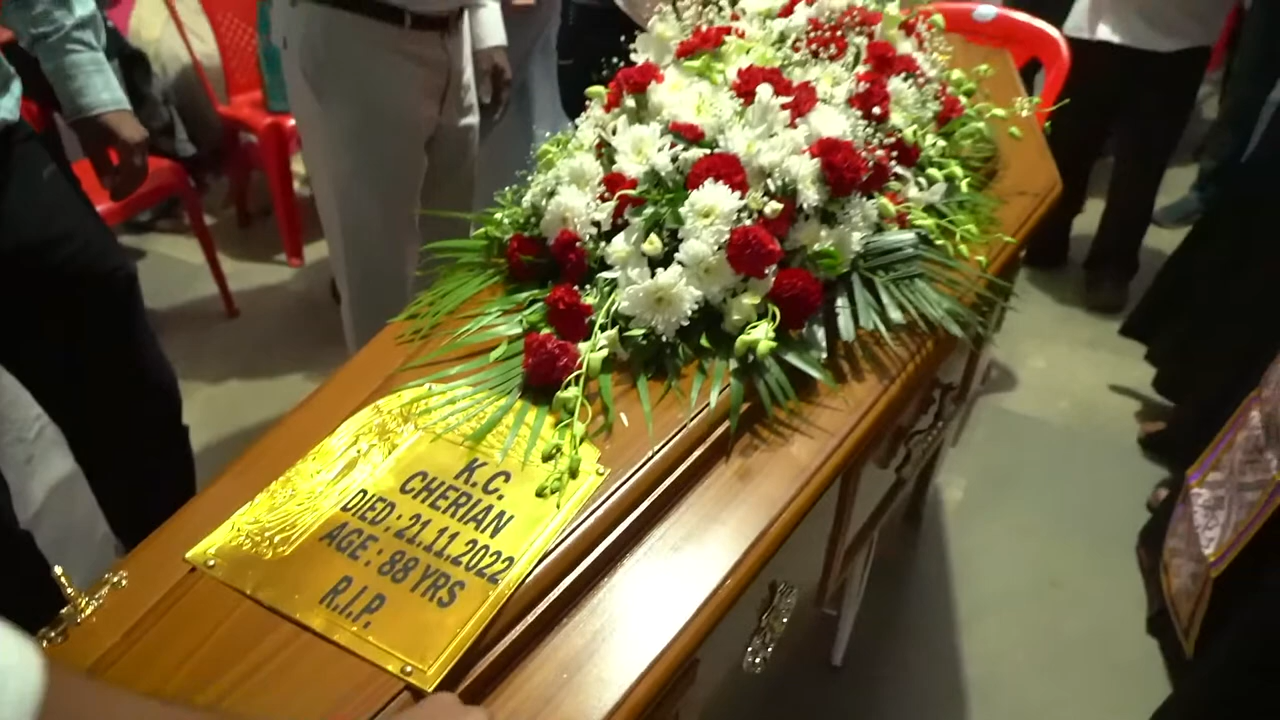 K.C.
CHERIAN
DIED: 21.11.2022
AGE: 88 YRS
R.I.P.